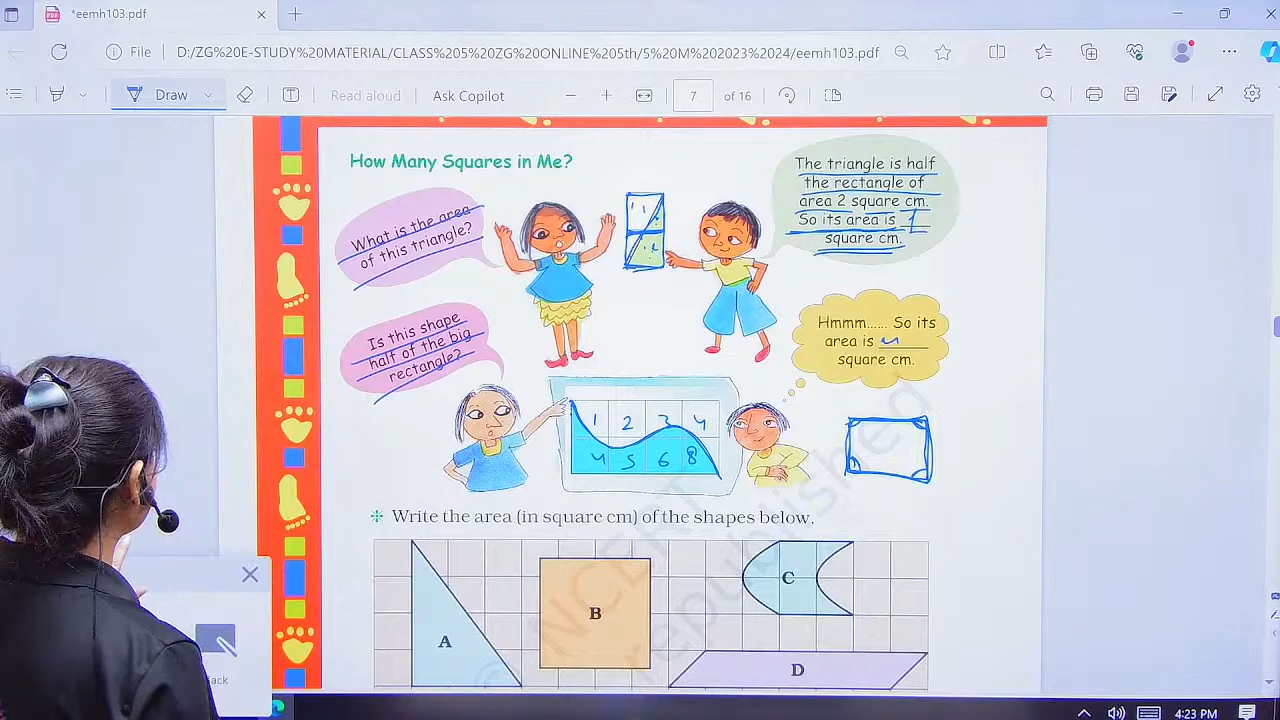 *eemh103.pdf
File
D:/ZG%20E-STUDY%20MATERIAL/CLASS%205%20ZG%20ONLINE%205th/5%20M%202023%2024/eemh103.pdf
Draw
Read aloud
Ask Copilot
7
of 16
How Many Squares in Me?
What is the area
of this triangle?
The triangle is half
the rectangle of
area 2 square cm.
So its area is 1
square cm.
Is this shape
half of the big
rectangle?
Hmmm...... So its
area is 4
square cm.
1 2 3 4
4 5 6 8
Write the area (in square cm) of the shapes below.
A
B
C
D
ack
4:23 PM